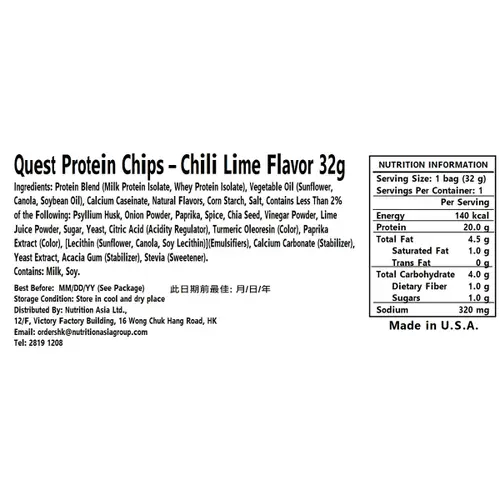 Quest Protein Chips – Chili Lime Flavor 32g
Ingredients: Protein Blend (Milk Protein Isolate, Whey Protein Isolate), Vegetable Oil (Sunflower,
Canola, Soybean Oil), Calcium Caseinate, Natural Flavors, Corn Starch, Salt, Contains Less Than 2%
of the Following: Psyllium Husk, Onion Powder, Paprika, Spice, Chia Seed, Vinegar Powder, Lime
Juice Powder, Sugar, Yeast, Citric Acid (Acidity Regulator), Turmeric Oleoresin (Color), Paprika
Extract (Color), [Lecithin (Sunflower, Canola, Soy Lecithin)](Emulsifiers), Calcium Carbonate (Stabilizer),
Yeast Extract, Acacia Gum (Stabilizer), Stevia (Sweetener).
Contains: Milk, Soy.
Best Before: MM/DD/YY (See Package) 此日期前最佳: 月/日/年
Storage Condition: Store in cool and dry place
Distributed By: Nutrition Asia Ltd.,
12/F, Victory Factory Building, 16 Wong Chuk Hang Road, HK
Email: ordershk@nutritionasiagroup.com
Tel: 2819 1208
NUTRITION INFORMATION
Serving Size: 1 bag (32 g)
Servings Per Container: 1
Per Serving
Energy 140 kcal
Protein 20.0 g
Total Fat 4.5 g
Saturated Fat 1.0 g
Trans Fat 0 g
Total Carbohydrate 4.0 g
Dietary Fiber 1.0 g
Sugars 1.0 g
Sodium 320 mg
Made in U.S.A.